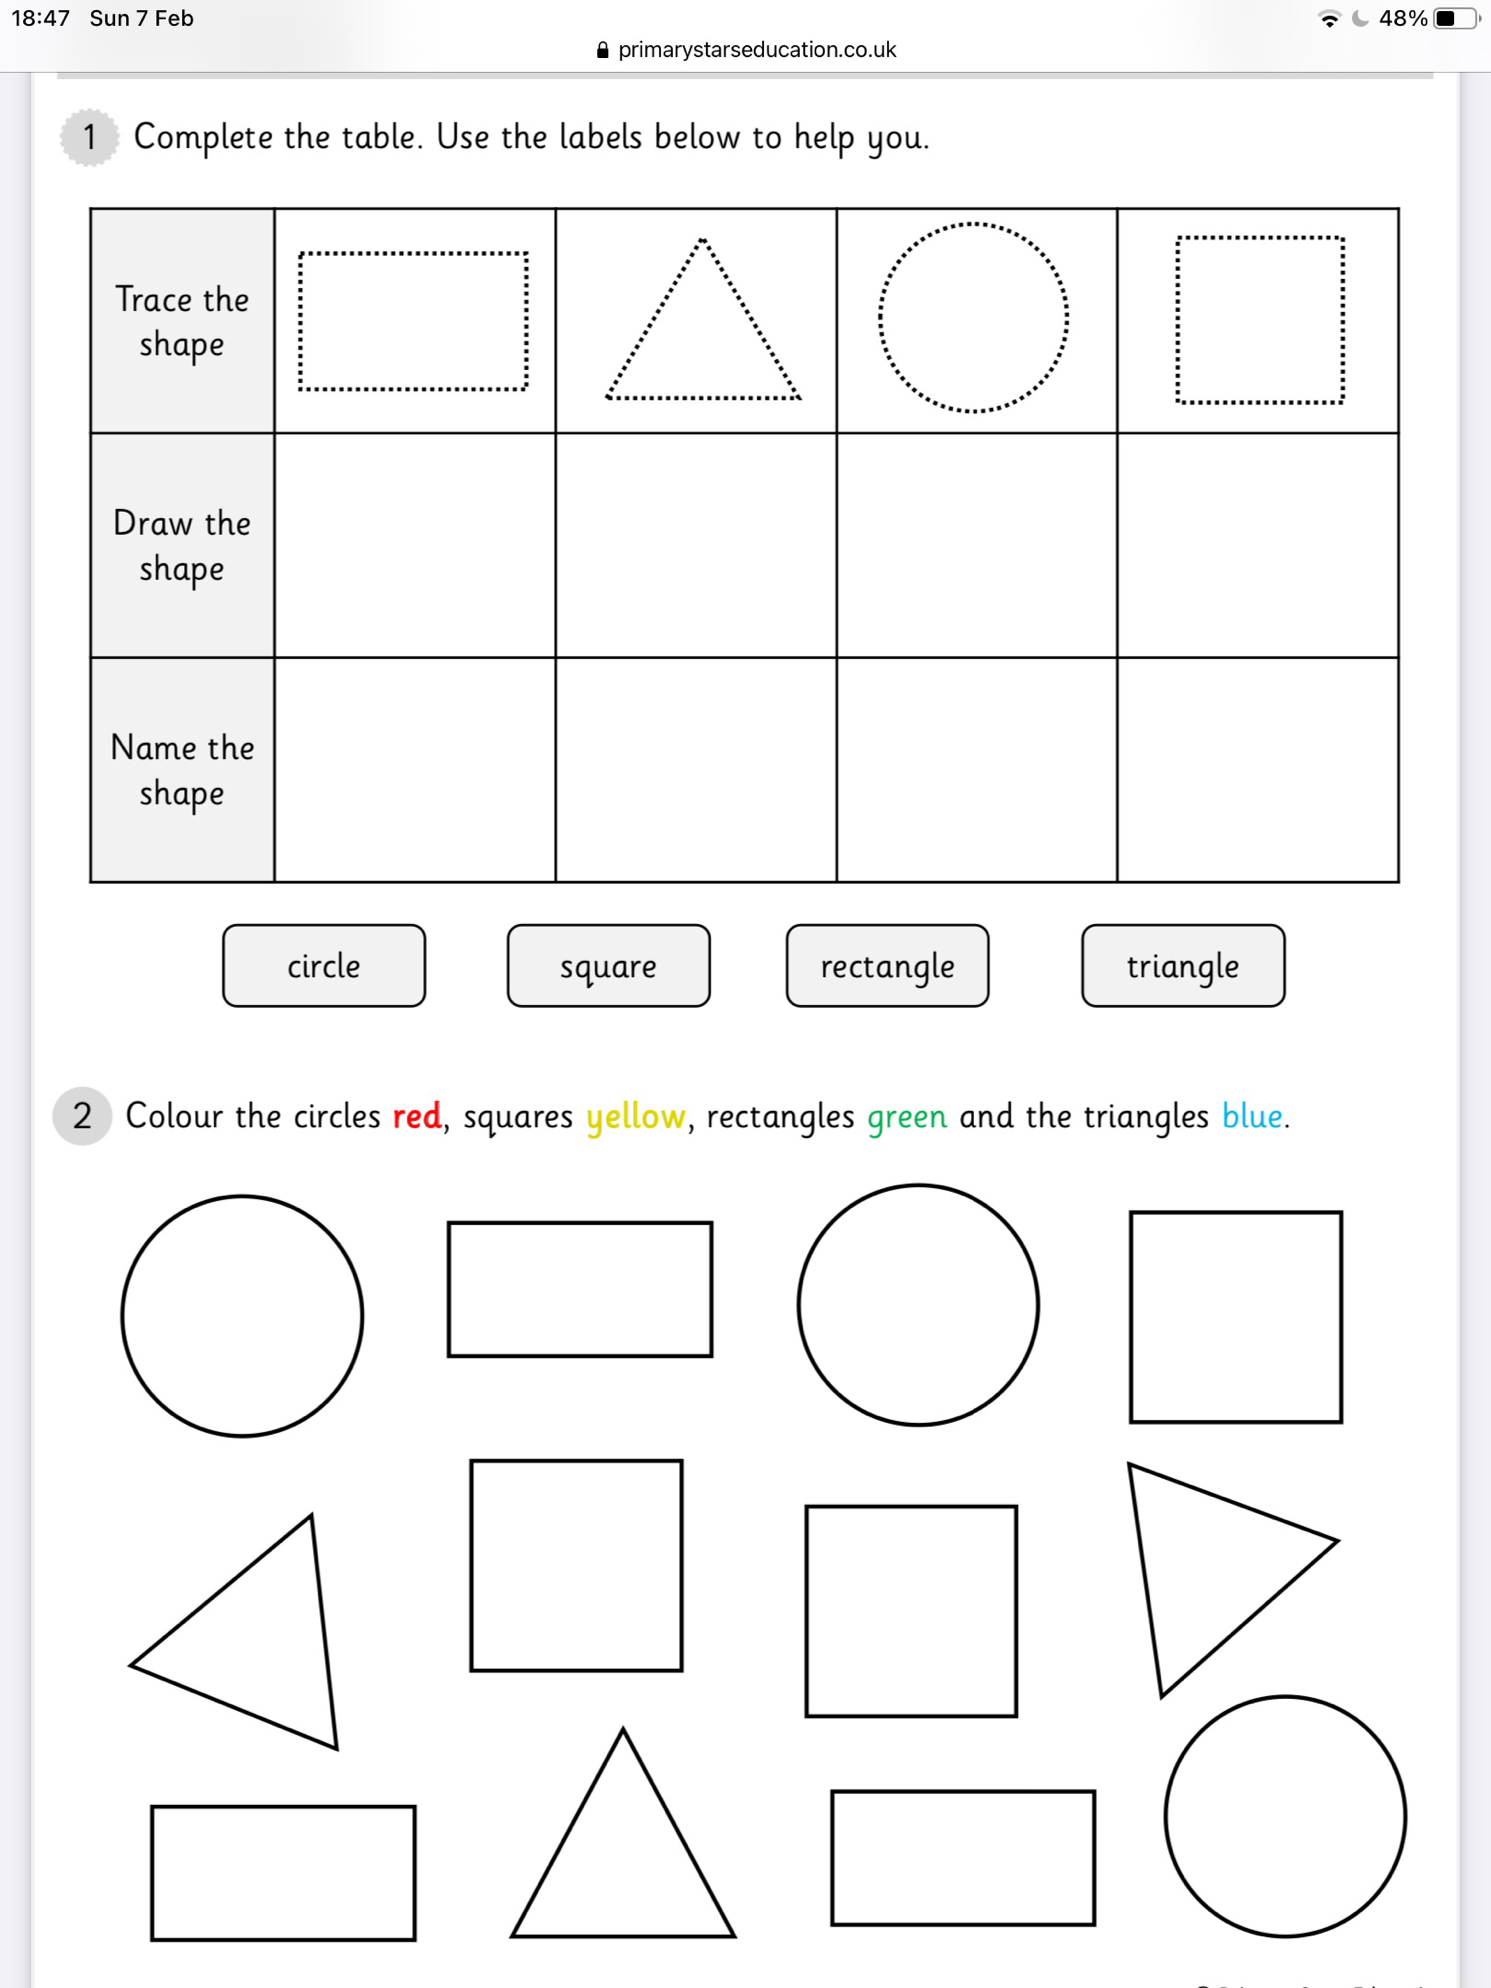 18:47 Sun 7 Feb
48%
primarystarseducation.co.uk
1 Complete the table. Use the labels below to help you.
Trace the
shape
Draw the
shape
Name the
shape
circle square rectangle triangle
2 Colour the circles red, squares yellow, rectangles green and the triangles blue.